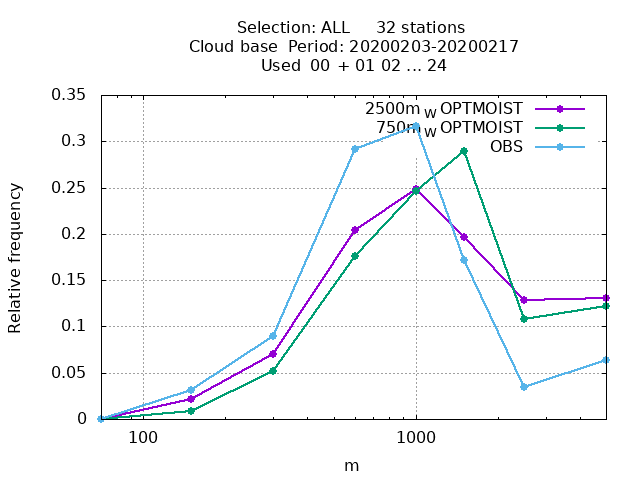 Selection: ALL 32 stations
Cloud base Period: 20200203-20200217
Used 00 + 01 02 ... 24
0.35
0.3
0.25
0.2
0.15
0.1
0.05
0
Relative frequency
2500m W OPTMOIST
750m W OPTMOIST
OBS
100
1000
m